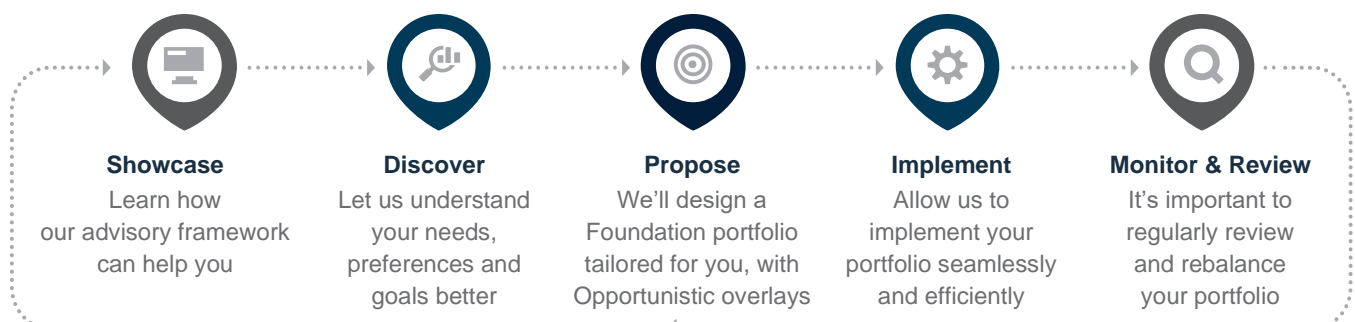 Showcase
Learn how
our advisory framework
can help you
Discover
Let us understand
your needs,
preferences and
goals better
Propose
We’ll design a
Foundation portfolio
tailored for you, with
Opportunistic overlays
Implement
Allow us to
implement your
portfolio seamlessly
and efficiently
Monitor & Review
It’s important to
regularly review
and rebalance
your portfolio